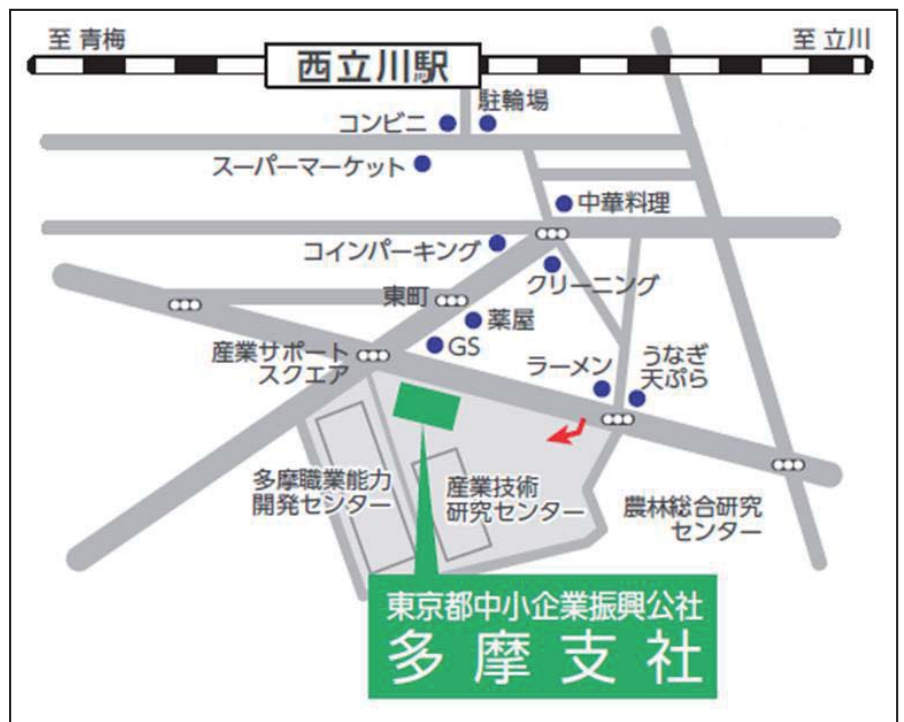 至 青梅
至 立川
西立川駅
駐輪場
コンビニ
スーパーマーケット
中華料理
コインパーキング
クリーニング
東町
薬屋
GS
産業サポート
スクエア
ラーメン
うなぎ
天ぷら
多摩職業能力
開発センター
産業技術
研究センター
農林総合研究
センター
東京都中小企業振興公社
多摩支社